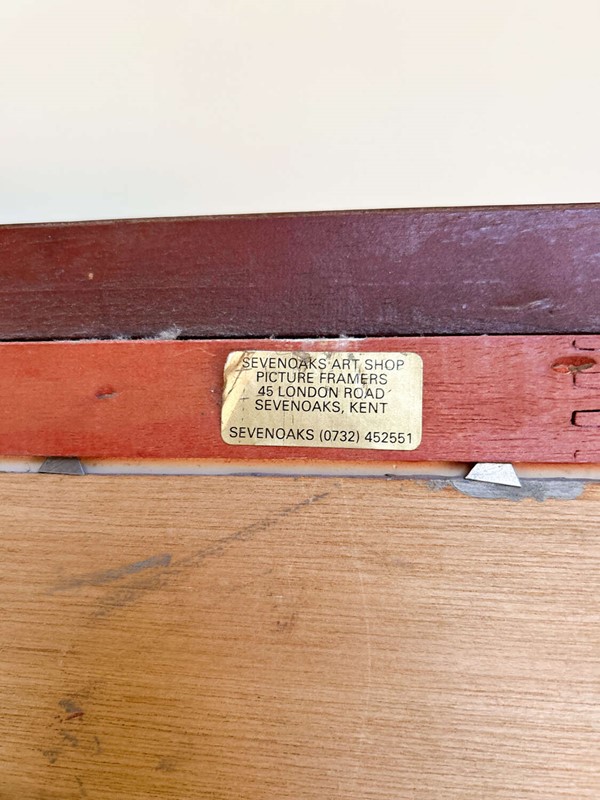 SEVENOAKS ART SHOP
PICTURE FRAMERS
45 LONDON ROAD
SEVENOAKS, KENT
SEVENOAKS (0732) 452551